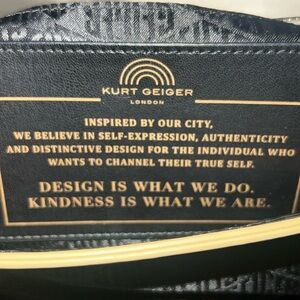 KURT GEIGER
LONDON
INSPIRED BY OUR CITY,
WE BELIEVE IN SELF-EXPRESSION, AUTHENTICITY
AND DISTINCTIVE DESIGN FOR THE INDIVIDUAL WHO
WANTS TO CHANNEL THEIR TRUE SELF.
DESIGN IS WHAT WE DO.
KINDNESS IS WHAT WE ARE.